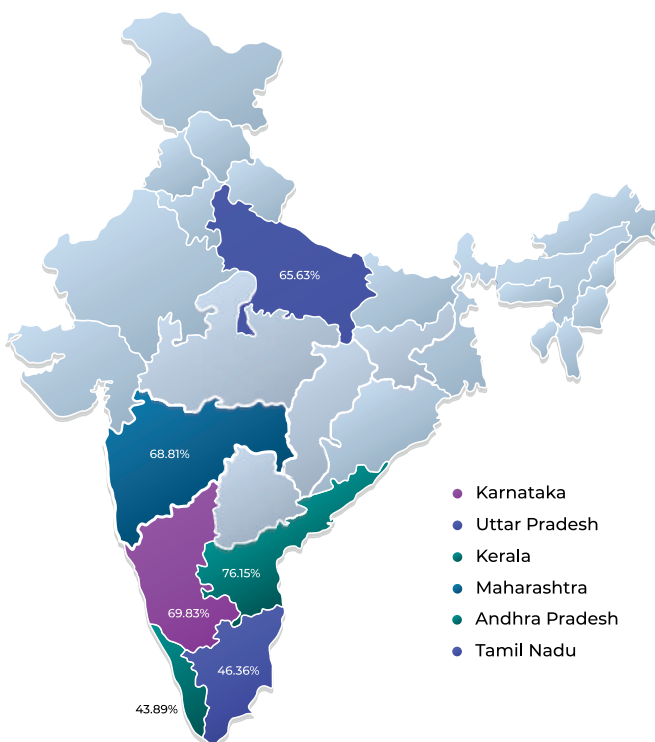 65.63%
68.81%
76.15%
69.83%
46.36%
43.89%
Karnataka
Uttar Pradesh
Kerala
Maharashtra
Andhra Pradesh
Tamil Nadu